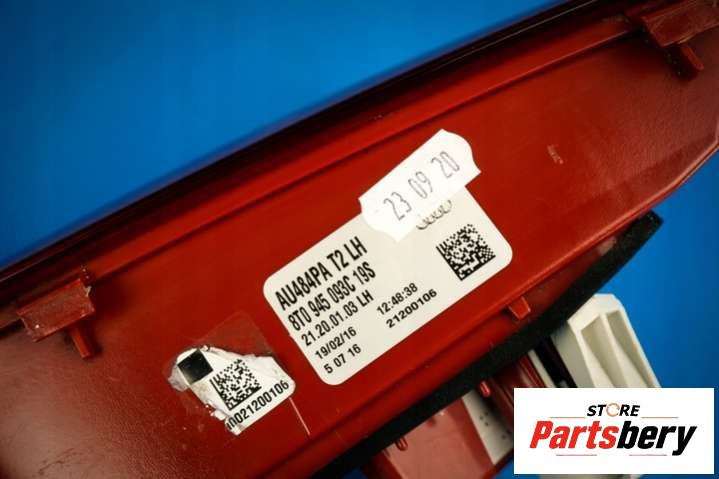 23 09 20
AU484PA T2 LH
8T0 945 093C 19S
21.20.01.03 LH
19/02/16 12:48:38
5 07 16 21200106
021200106
STORE
Partsbery